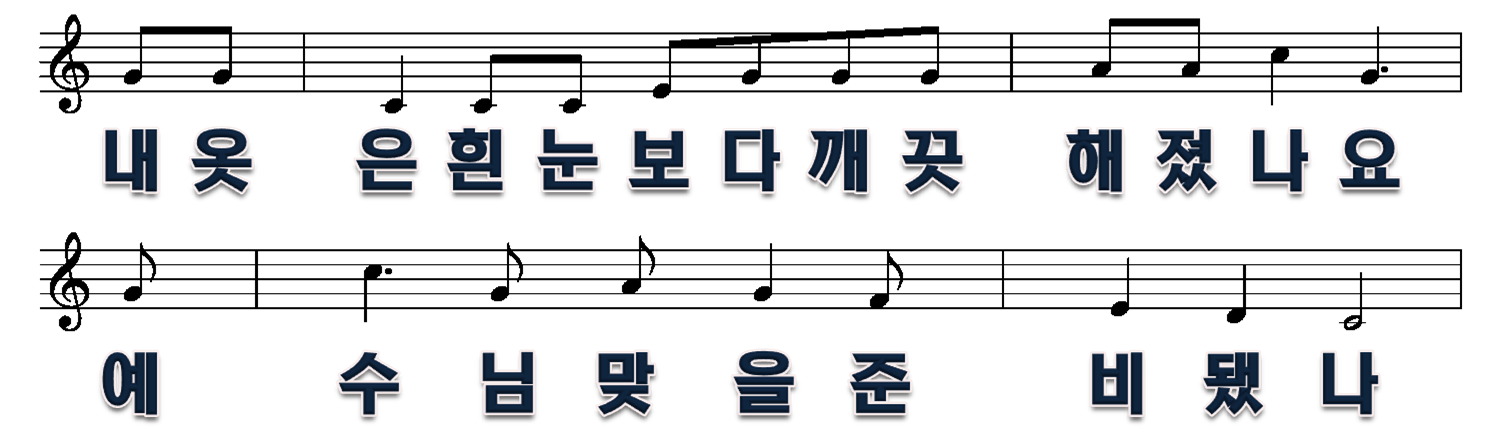 내 옷 은 흰 눈 보 다 깨 끗 해 졌 나 요
예 수 님 맞 을 준 비 됐 나